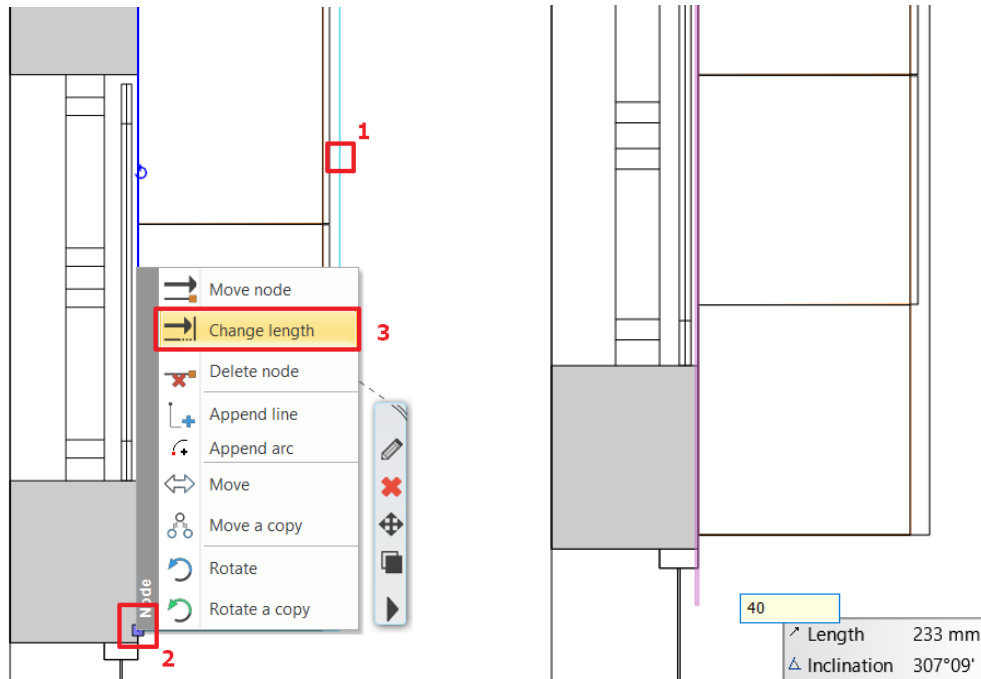 1
Move node
Change length
3
Delete node
Append line
Append arc
Move
Move a copy
Rotate
Rotate a copy
Node
2
40
Length 233 mm
Inclination 307°09'